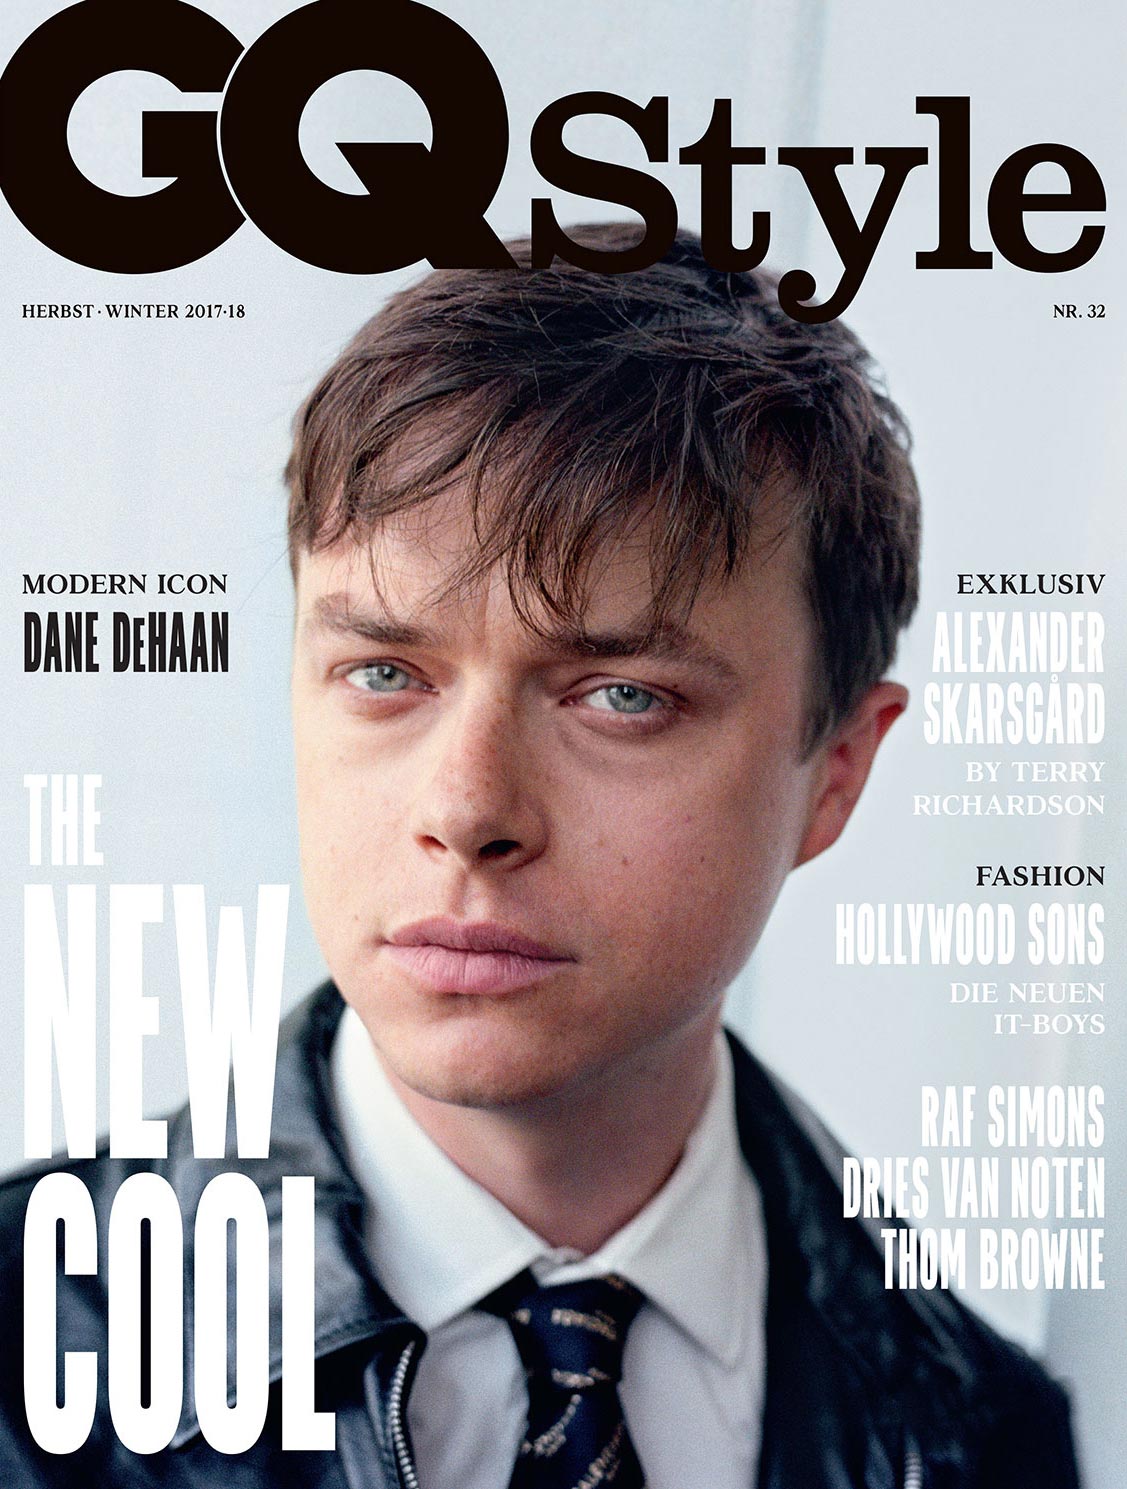 GQ Style
HERBST · WINTER 2017·18
NR. 32
MODERN ICON
DANE DeHAAN
THE
NEW
COOL
EXKLUSIV
ALEXANDER
SKARSGÅRD
BY TERRY
RICHARDSON
FASHION
HOLLYWOOD SONS
DIE NEUEN
IT-BOYS
RAF SIMONS
DRIES VAN NOTEN
THOM BROWNE